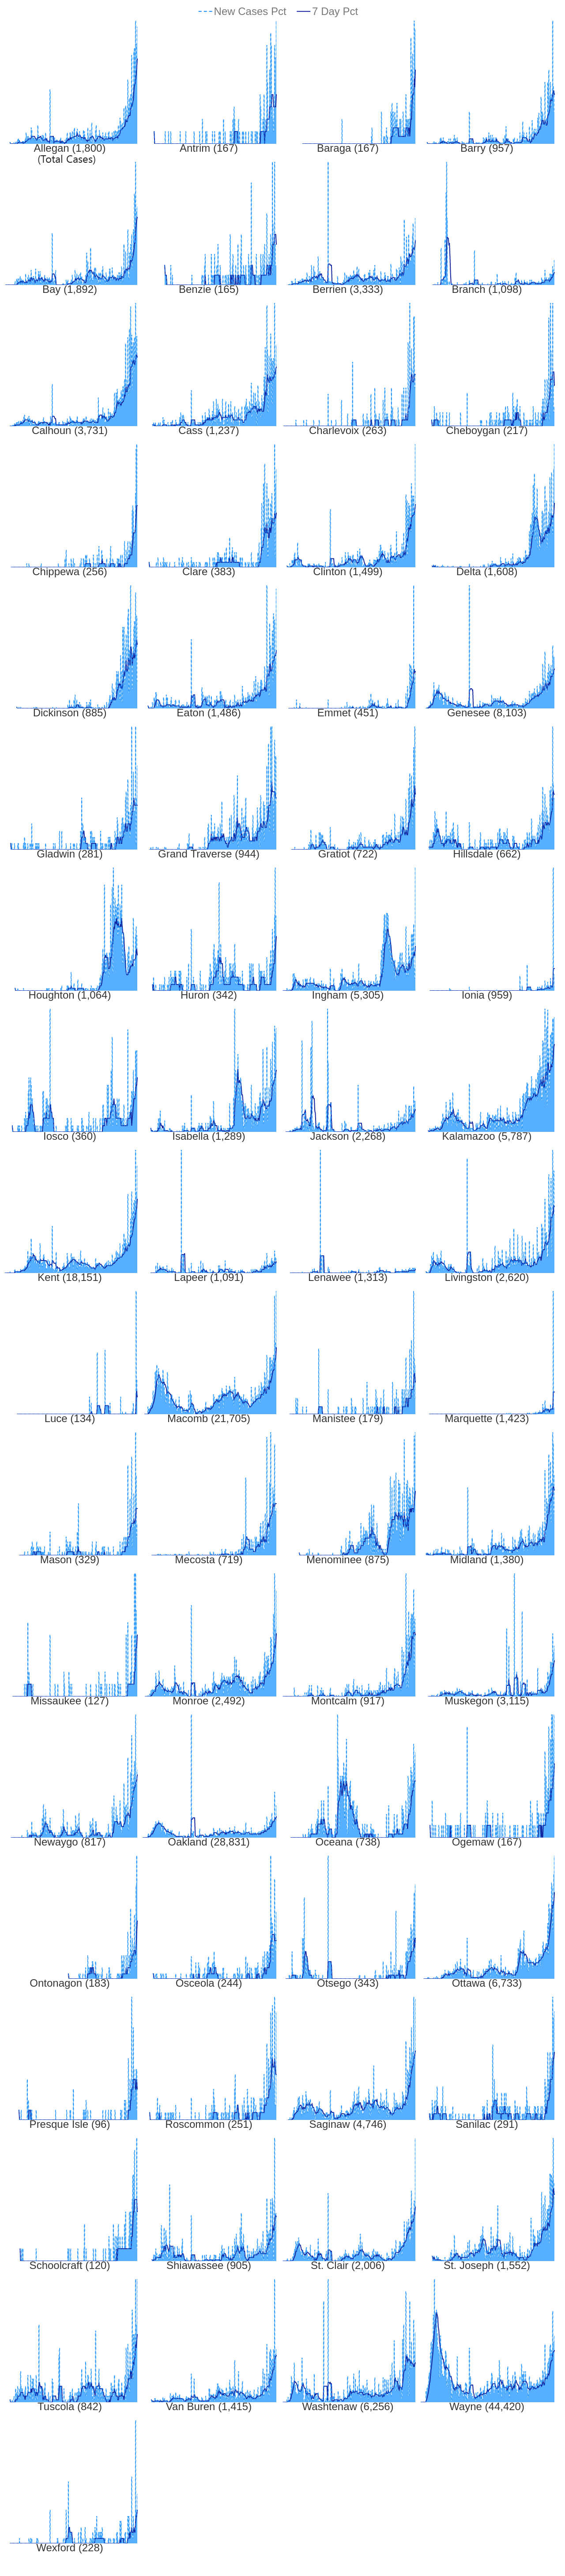 New Cases Pct 7 Day Pct
Allegan (1,800) Antrim (167) Baraga (167) Barry (957)
(Total Cases)
Bay (1,892) Benzie (165) Berrien (3,333) Branch (1,098)
Calhoun (3,731) Cass (1,237) Charlevoix (263) Cheboygan (217)
Chippewa (256) Clare (383) Clinton (1,499) Delta (1,608)
Dickinson (885) Eaton (1,486) Emmet (451) Genesee (8,103)
Gladwin (281) Grand Traverse (944) Gratiot (722) Hillsdale (662)
Houghton (1,064) Huron (342) Ingham (5,305) Ionia (959)
Iosco (360) Isabella (1,289) Jackson (2,268) Kalamazoo (5,787)
Kent (18,151) Lapeer (1,091) Lenawee (1,313) Livingston (2,620)
Luce (134) Macomb (21,705) Manistee (179) Marquette (1,423)
Mason (329) Mecosta (719) Menominee (875) Midland (1,380)
Missaukee (127) Monroe (2,492) Montcalm (917) Muskegon (3,115)
Newaygo (817) Oakland (28,831) Oceana (738) Ogemaw (167)
Ontonagon (183) Osceola (244) Otsego (343) Ottawa (6,733)
Presque Isle (96) Roscommon (251) Saginaw (4,746) Sanilac (291)
Schoolcraft (120) Shiawassee (905) St. Clair (2,006) St. Joseph (1,552)
Tuscola (842) Van Buren (1,415) Washtenaw (6,256) Wayne (44,420)
Wexford (228)